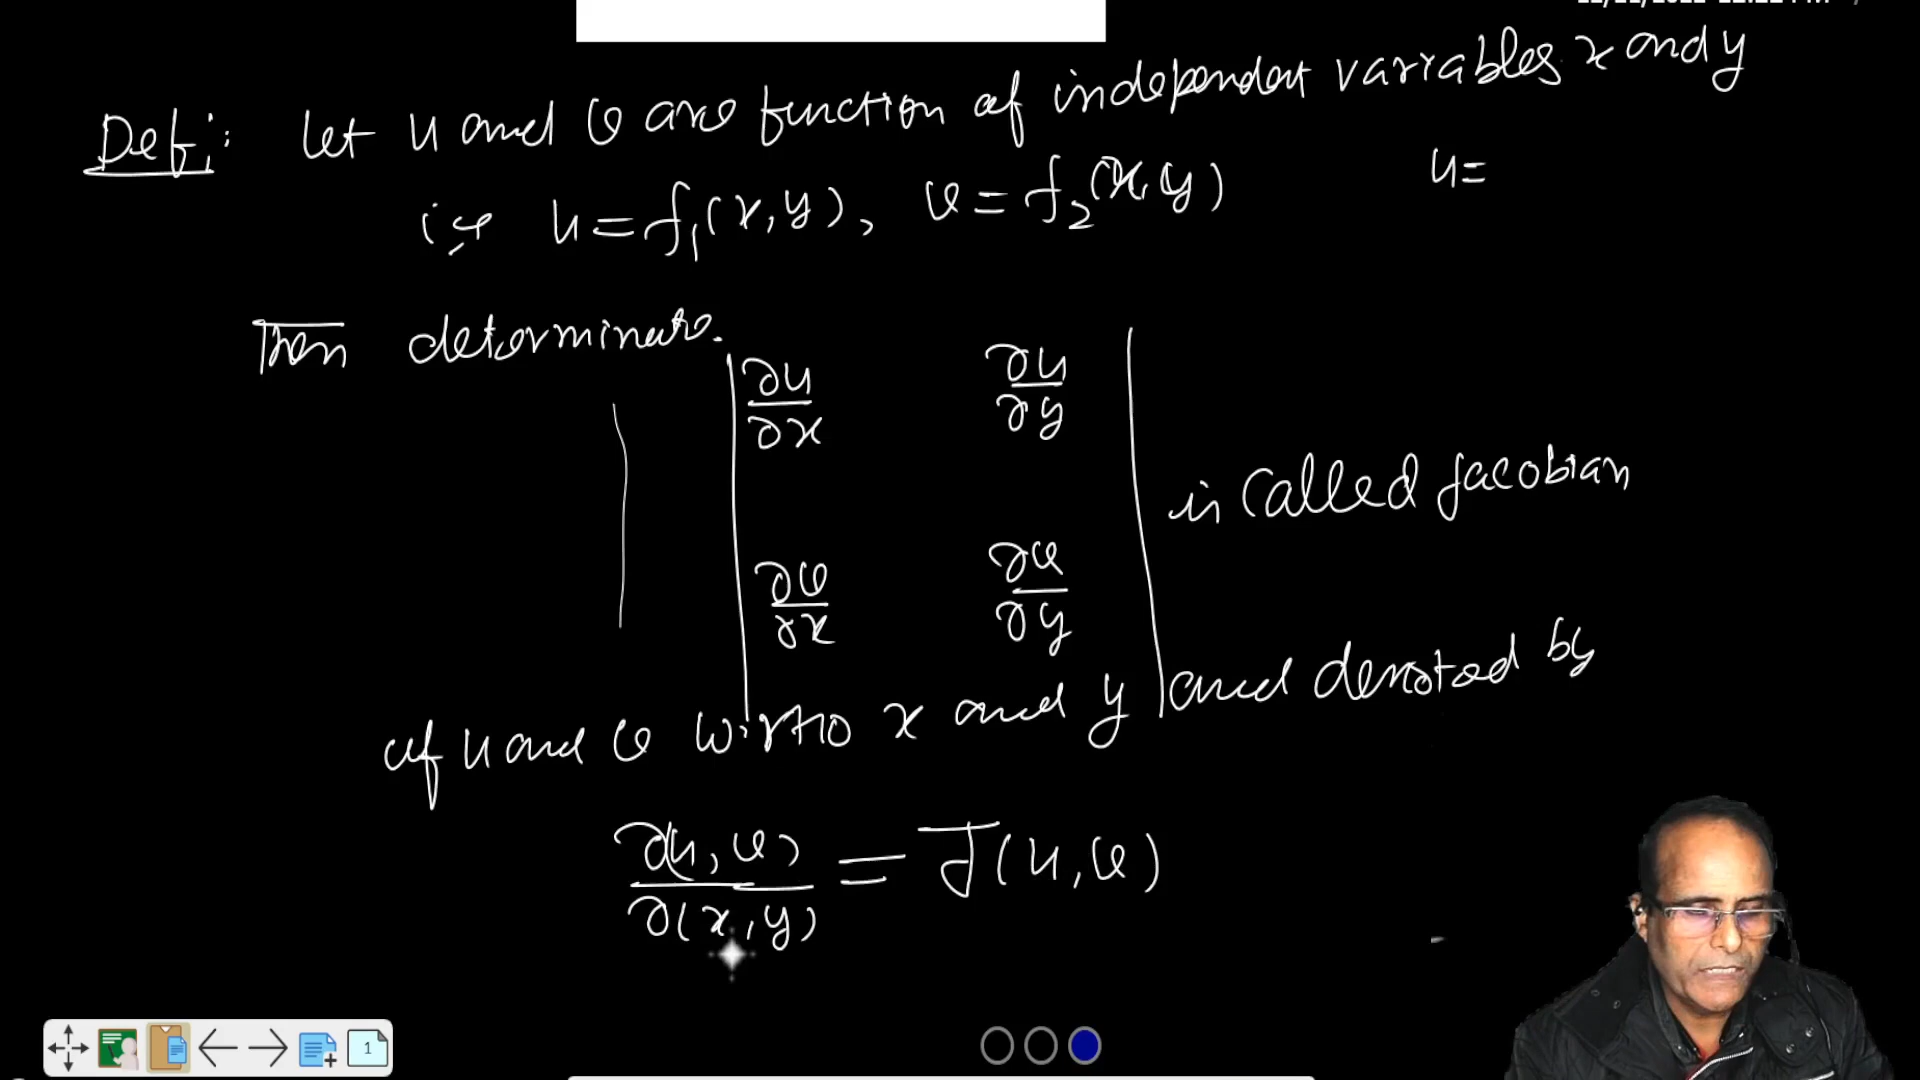 Def: Let u and v are function of independent variables x and y
i.e u = f₁(x, y), v = f₂(x, y)
u =
Then determinate.
| ∂u/∂x ∂u/∂y |
is called Jacobian
| ∂v/∂x ∂v/∂y |
of u and v w.r.to x and y and denoted by
∂(u, v)/∂(x, y) = J(u, v)
1